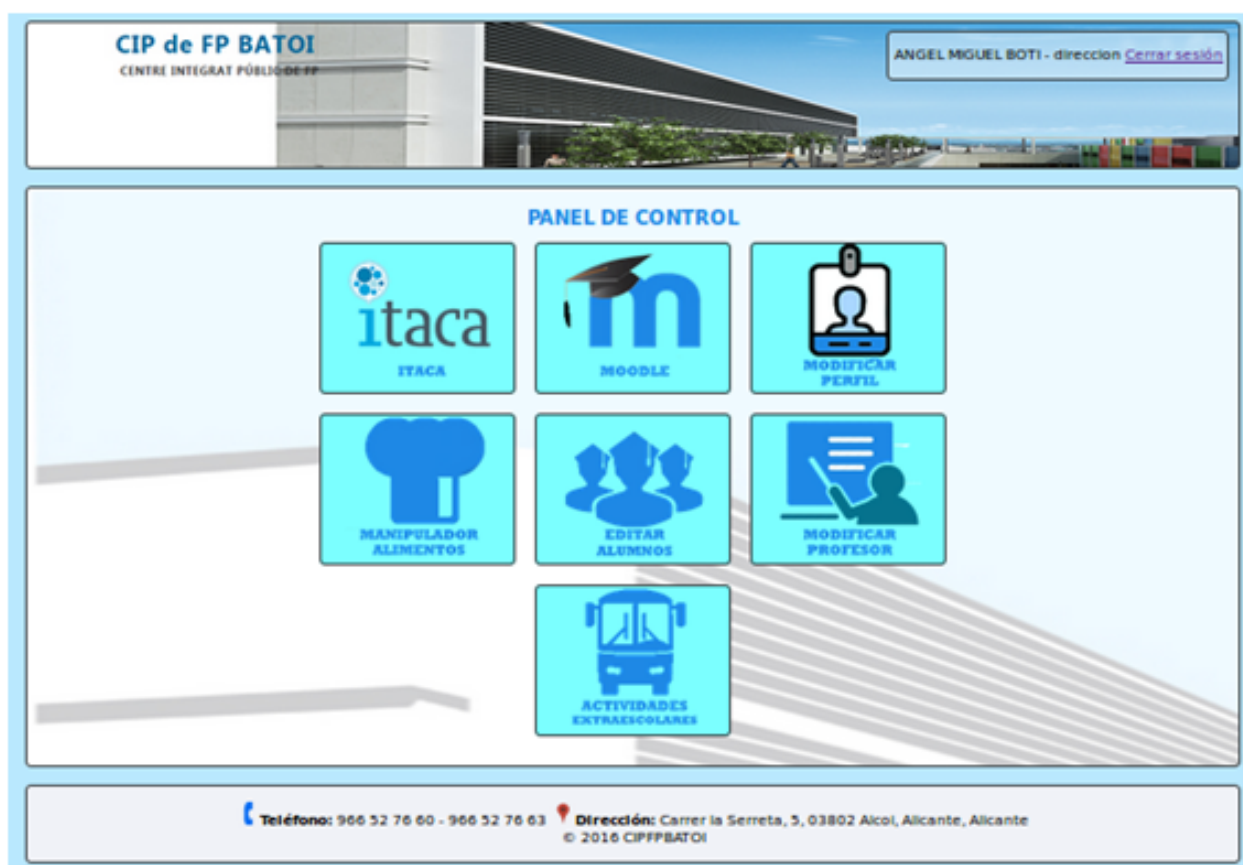 CIP de FP BATOI
CENTRE INTEGRAT PÚBLIC DE FP
ANGEL MIGUEL BOTI - direccion Cerrar sesión
PANEL DE CONTROL
itaca
ITACA
m
MOODLE
MODIFICAR
PERFIL
MANIPULADOR
ALIMENTOS
EDITAR
ALUMNOS
MODIFICAR
PROFESOR
ACTIVIDADES
EXTRAESCOLARES
Teléfono: 966 52 76 60 - 966 52 76 63 Dirección: Carrer la Serreta, 5, 03802 Alcoi, Alicante, Alicante
© 2016 CIPFPBATOI